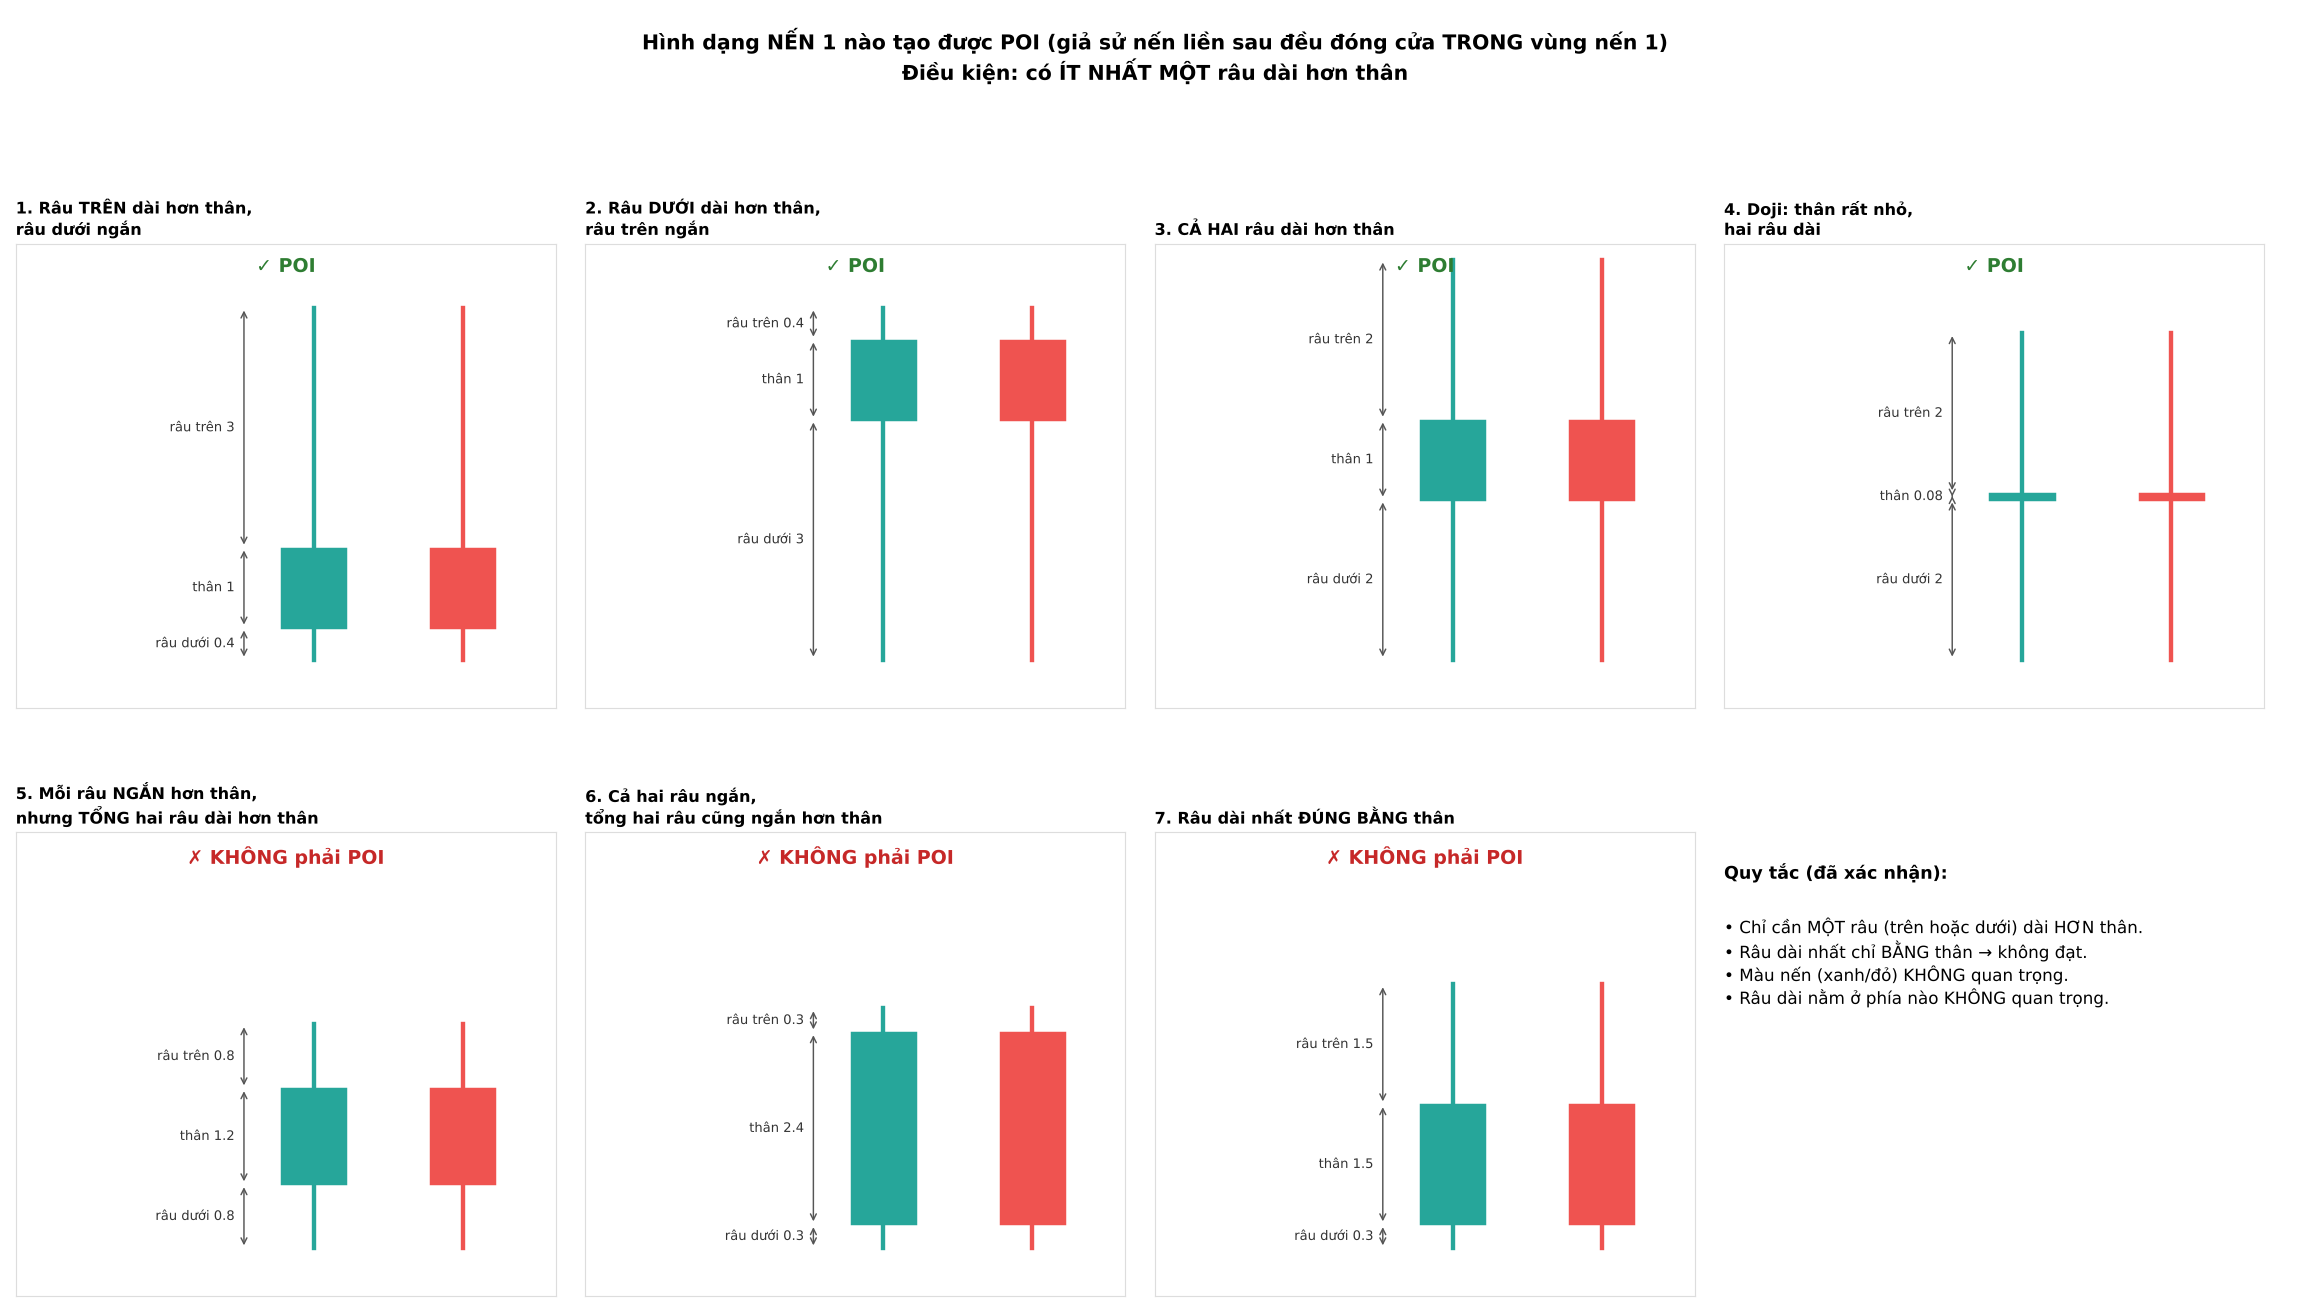 Hình dạng NẾN 1 nào tạo được POI (giả sử nến liền sau đều đóng cửa TRONG vùng nến 1)
Điều kiện: có ÍT NHẤT MỘT râu dài hơn thân
1. Râu TRÊN dài hơn thân,
râu dưới ngắn
✓ POI
râu trên 3
thân 1
râu dưới 0.4
2. Râu DƯỚI dài hơn thân,
râu trên ngắn
✓ POI
râu trên 0.4
thân 1
râu dưới 3
3. CẢ HAI râu dài hơn thân
✓ POI
râu trên 2
thân 1
râu dưới 2
4. Doji: thân rất nhỏ,
hai râu dài
✓ POI
râu trên 2
thân 0.08
râu dưới 2
5. Mỗi râu NGẮN hơn thân,
nhưng TỔNG hai râu dài hơn thân
✗ KHÔNG phải POI
râu trên 0.8
thân 1.2
râu dưới 0.8
6. Cả hai râu ngắn,
tổng hai râu cũng ngắn hơn thân
✗ KHÔNG phải POI
râu trên 0.3
thân 2.4
râu dưới 0.3
7. Râu dài nhất ĐÚNG BẰNG thân
✗ KHÔNG phải POI
râu trên 1.5
thân 1.5
râu dưới 0.3
Quy tắc (đã xác nhận):
• Chỉ cần MỘT râu (trên hoặc dưới) dài HƠN thân.
• Râu dài nhất chỉ BẰNG thân → không đạt.
• Màu nến (xanh/đỏ) KHÔNG quan trọng.
• Râu dài nằm ở phía nào KHÔNG quan trọng.